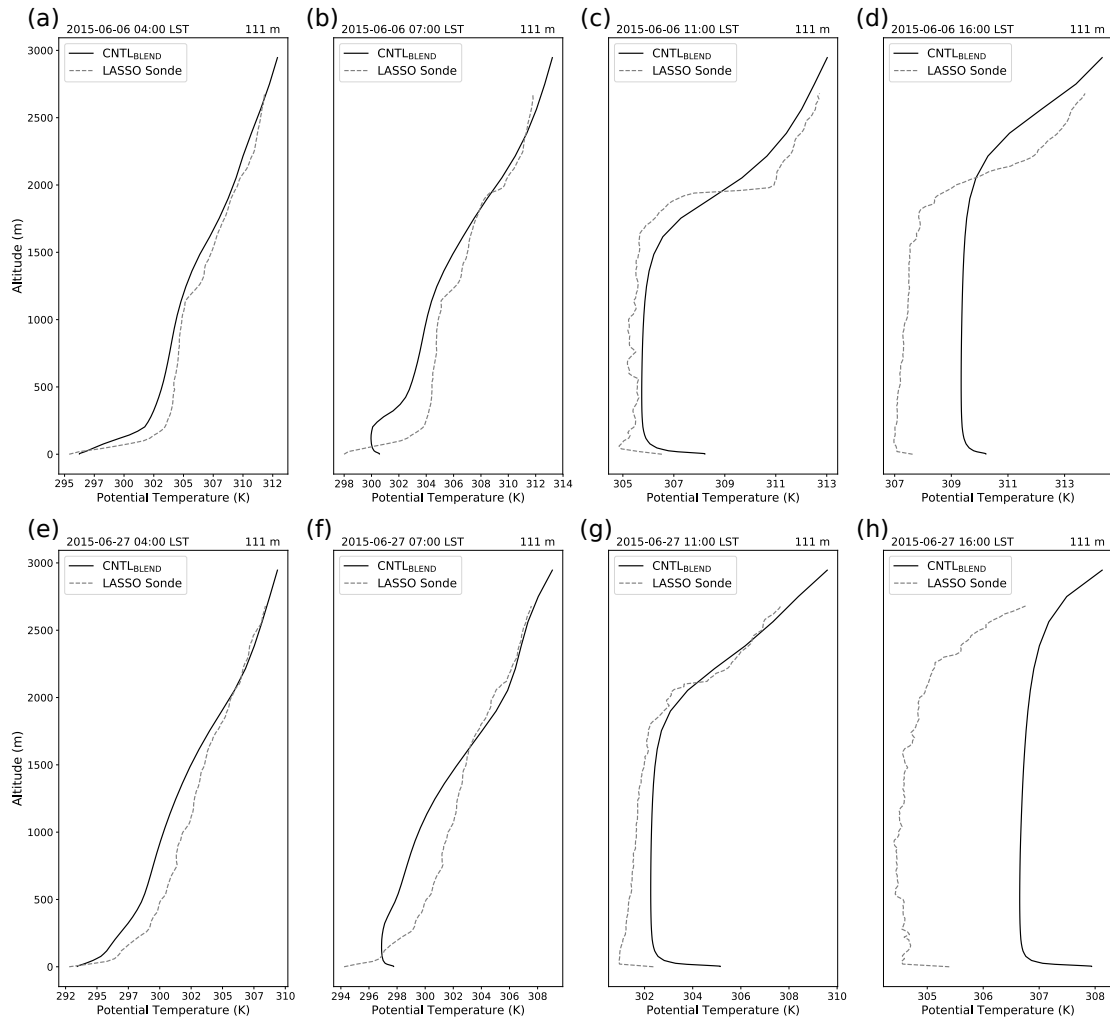 (a) (b) (c) (d)
2015-06-06 04:00 LST 111 m 2015-06-06 07:00 LST 111 m 2015-06-06 11:00 LST 111 m 2015-06-06 16:00 LST 111 m
CNTL_BLEND CNTL_BLEND CNTL_BLEND CNTL_BLEND
LASSO Sonde LASSO Sonde LASSO Sonde LASSO Sonde
3000
2500
2000
1500
1000
500
0
Altitude (m)
295 297 300 302 305 307 310 312 298 300 302 304 306 308 310 312 314 305 307 309 311 313 307 309 311 313
Potential Temperature (K) Potential Temperature (K) Potential Temperature (K) Potential Temperature (K)
(e) (f) (g) (h)
2015-06-27 04:00 LST 111 m 2015-06-27 07:00 LST 111 m 2015-06-27 11:00 LST 111 m 2015-06-27 16:00 LST 111 m
CNTL_BLEND CNTL_BLEND CNTL_BLEND CNTL_BLEND
LASSO Sonde LASSO Sonde LASSO Sonde LASSO Sonde
3000
2500
2000
1500
1000
500
0
Altitude (m)
292 295 297 300 302 305 307 310 294 296 298 300 302 304 306 308 302 304 306 308 310 305 306 307 308
Potential Temperature (K) Potential Temperature (K) Potential Temperature (K) Potential Temperature (K)